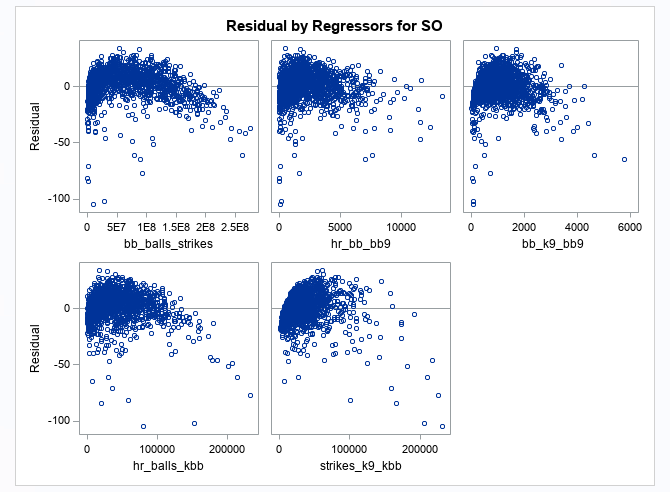 Residual by Regressors for SO
Residual
0
-50
-100
0 5E7 1E8 1.5E8 2E8 2.5E8
bb_balls_strikes
0 5000 10000
hr_bb_bb9
0 2000 4000 6000
bb_k9_bb9
Residual
0
-50
-100
0 100000 200000
hr_balls_kbb
0 100000 200000
strikes_k9_kbb